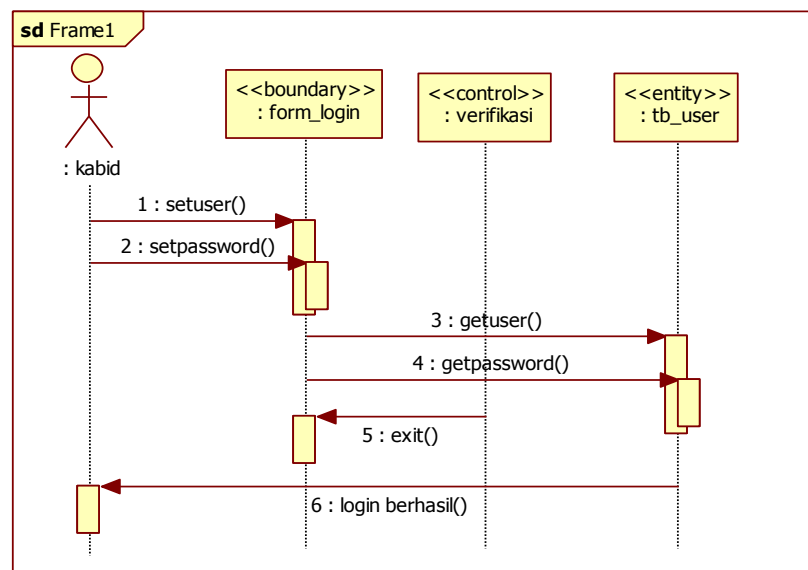 sd Frame1
<<boundary>>
: form_login
<<control>>
: verifikasi
<<entity>>
: tb_user
: kabid
1 : setuser()
2 : setpassword()
3 : getuser()
4 : getpassword()
5 : exit()
6 : login berhasil()